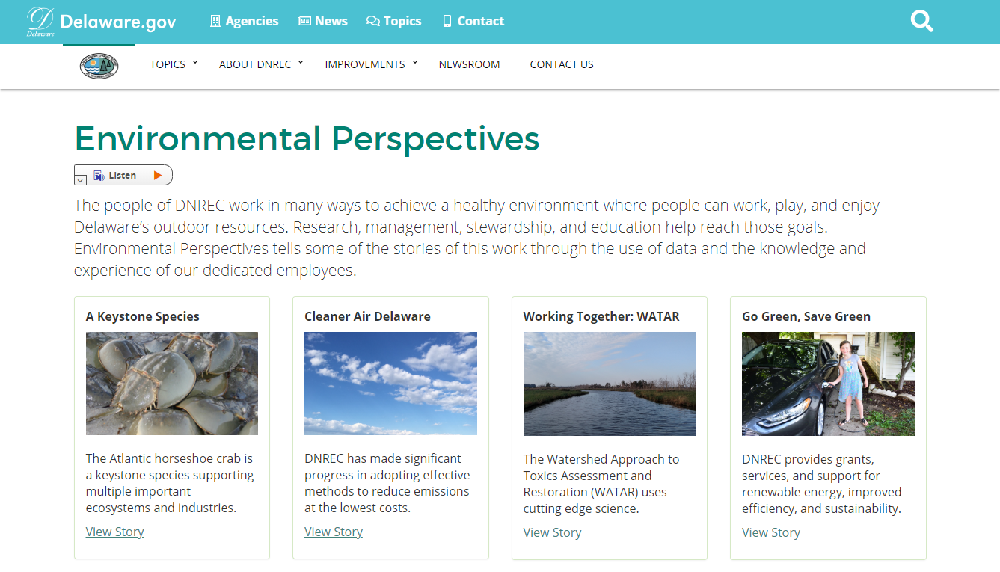 Delaware
Delaware.gov
Agencies
News
Topics
Contact
TOPICS
ABOUT DNREC
IMPROVEMENTS
NEWSROOM
CONTACT US
Environmental Perspectives
Listen
The people of DNREC work in many ways to achieve a healthy environment where people can work, play, and enjoy
Delaware’s outdoor resources. Research, management, stewardship, and education help reach those goals.
Environmental Perspectives tells some of the stories of this work through the use of data and the knowledge and
experience of our dedicated employees.
A Keystone Species
The Atlantic horseshoe crab is
a keystone species supporting
multiple important
ecosystems and industries.
View Story
Cleaner Air Delaware
DNREC has made significant
progress in adopting effective
methods to reduce emissions
at the lowest costs.
View Story
Working Together: WATAR
The Watershed Approach to
Toxics Assessment and
Restoration (WATAR) uses
cutting edge science.
View Story
Go Green, Save Green
DNREC provides grants,
services, and support for
renewable energy, improved
efficiency, and sustainability.
View Story